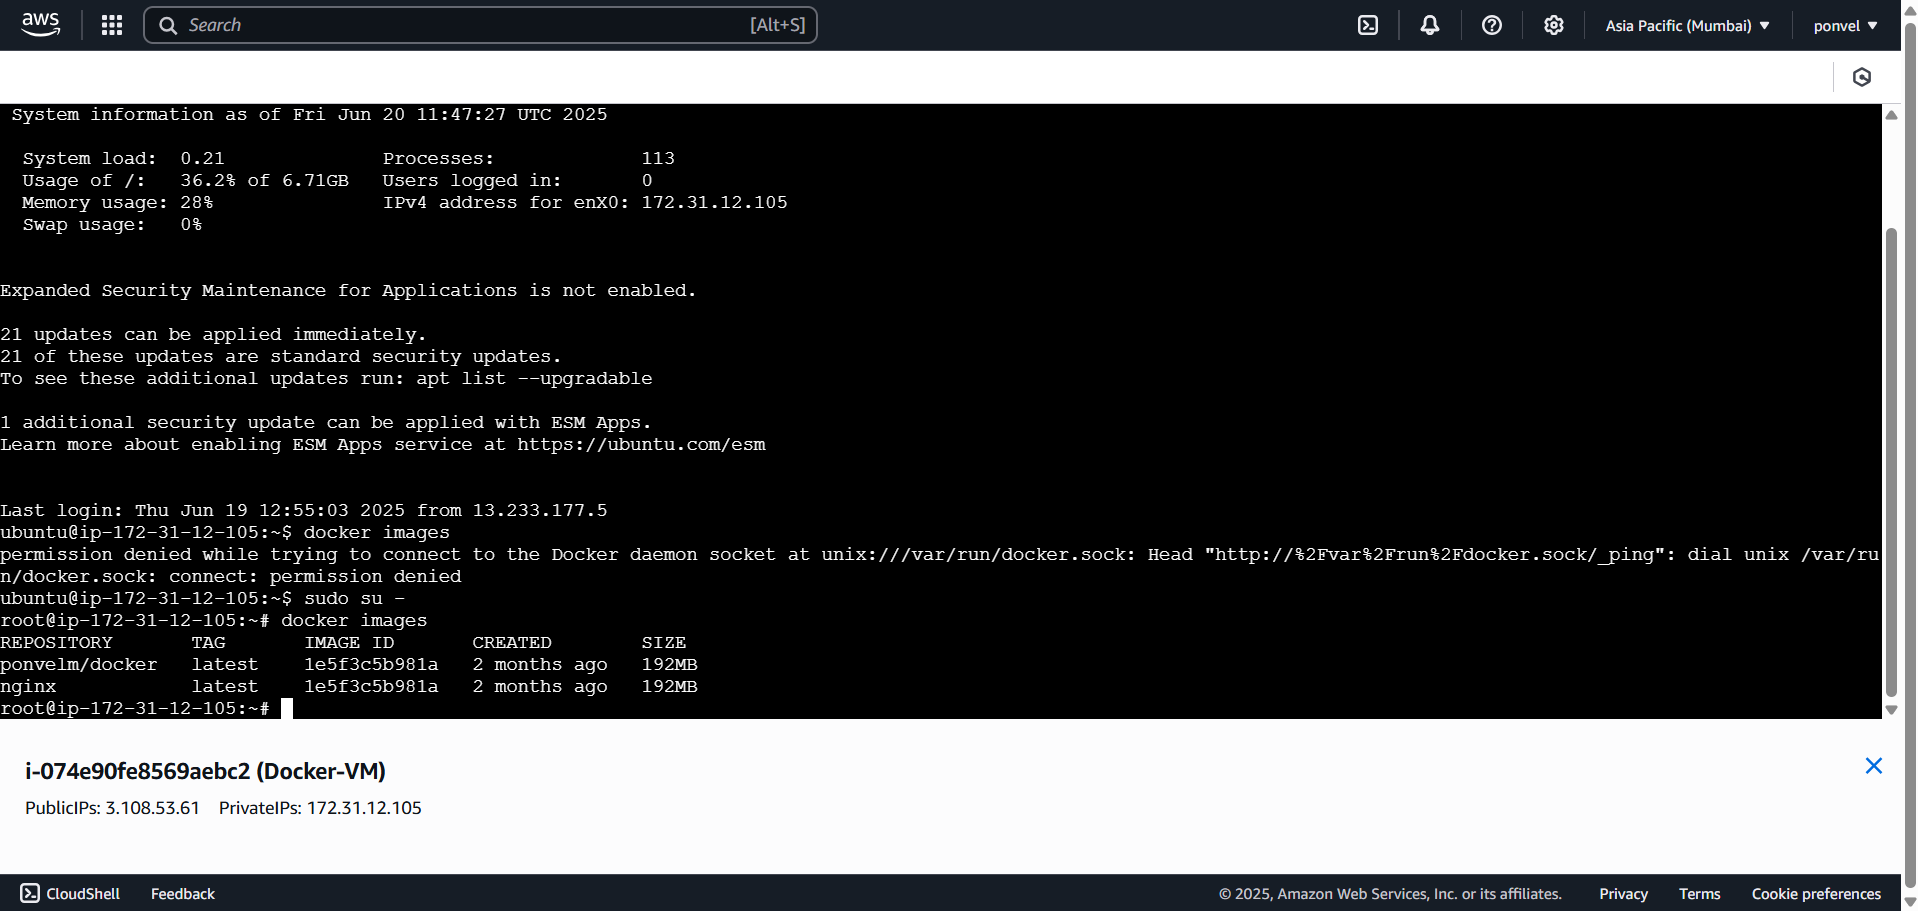 aws
Search [Alt+S]
Asia Pacific (Mumbai)
ponvel
System information as of Fri Jun 20 11:47:27 UTC 2025
System load: 0.21 Processes: 113
Usage of /: 36.2% of 6.71GB Users logged in: 0
Memory usage: 28% IPv4 address for enX0: 172.31.12.105
Swap usage: 0%
Expanded Security Maintenance for Applications is not enabled.
21 updates can be applied immediately.
21 of these updates are standard security updates.
To see these additional updates run: apt list --upgradable
1 additional security update can be applied with ESM Apps.
Learn more about enabling ESM Apps service at https://ubuntu.com/esm
Last login: Thu Jun 19 12:55:03 2025 from 13.233.177.5
ubuntu@ip-172-31-12-105:~$ docker images
permission denied while trying to connect to the Docker daemon socket at unix:///var/run/docker.sock: Head "http://%2Fvar%2Frun%2Fdocker.sock/_ping": dial unix /var/ru
n/docker.sock: connect: permission denied
ubuntu@ip-172-31-12-105:~$ sudo su -
root@ip-172-31-12-105:~# docker images
REPOSITORY TAG IMAGE ID CREATED SIZE
ponvelm/docker latest 1e5f3c5b981a 2 months ago 192MB
nginx latest 1e5f3c5b981a 2 months ago 192MB
root@ip-172-31-12-105:~#
i-074e90fe8569aebc2 (Docker-VM)
PublicIPs: 3.108.53.61 PrivateIPs: 172.31.12.105
CloudShell Feedback © 2025, Amazon Web Services, Inc. or its affiliates. Privacy Terms Cookie preferences